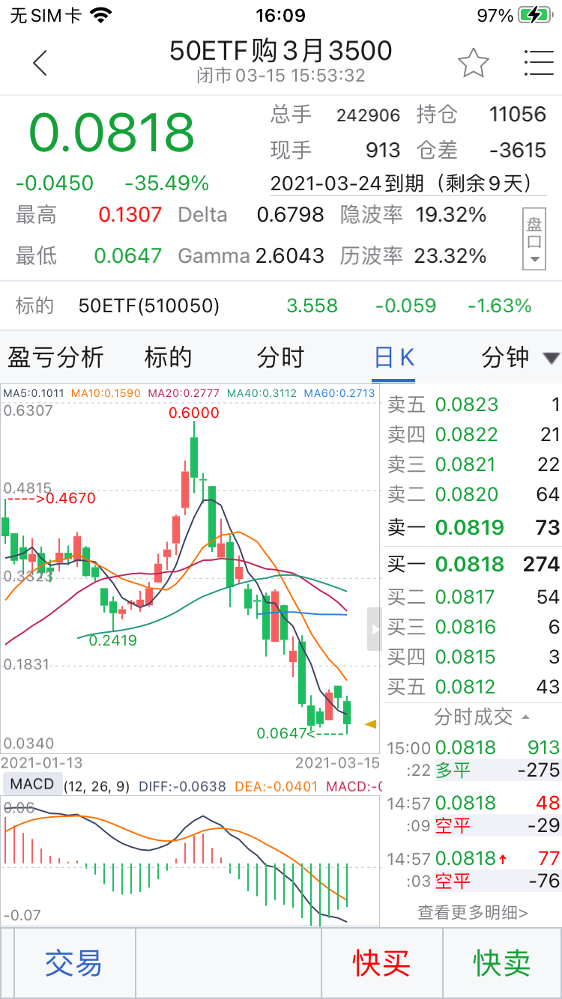 无SIM卡 16:09 97%
50ETF购3月3500
闭市03-15 15:53:32
0.0818
-0.0450 -35.49%
总手 242906 持仓 11056
现手 913 仓差 -3615
2021-03-24到期（剩余9天）
最高 0.1307 Delta 0.6798 隐波率 19.32%
最低 0.0647 Gamma 2.6043 历波率 23.32%
盘口
标的 50ETF(510050) 3.558 -0.059 -1.63%
盈亏分析 标的 分时 日K 分钟
MA5:0.1011 MA10:0.1590 MA20:0.2777 MA40:0.3112 MA60:0.2713
0.6307
0.6000
0.4815
---->0.4670
0.3323
0.2419
0.1831
0.0647<----
0.0340
2021-01-13 2021-03-15
MACD (12, 26, 9) DIFF:-0.0638 DEA:-0.0401 MACD:-0
0.06
-0.07
卖五 0.0823 1
卖四 0.0822 21
卖三 0.0821 22
卖二 0.0820 64
卖一 0.0819 73
买一 0.0818 274
买二 0.0817 54
买三 0.0816 6
买四 0.0815 3
买五 0.0812 43
分时成交
15:00 0.0818 913
:22 多平 -275
14:57 0.0818 48
:09 空平 -29
14:57 0.0818↑ 77
:03 空平 -76
查看更多明细>
交易 快买 快卖